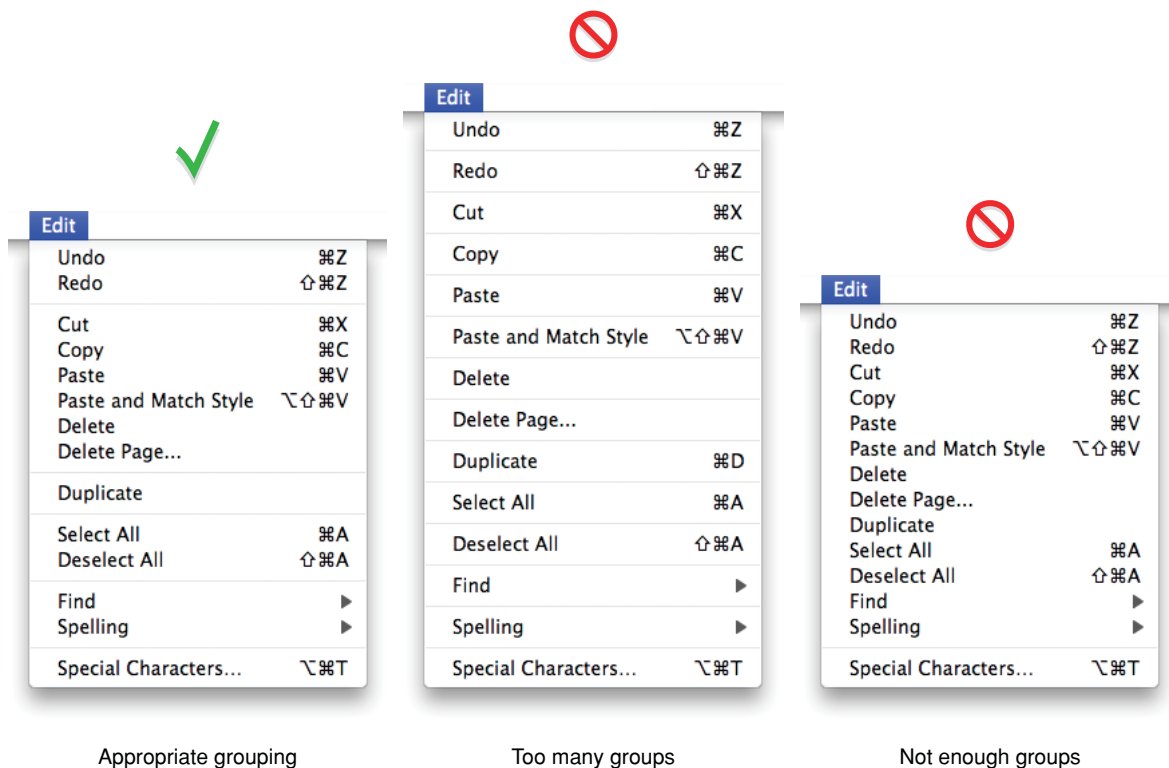 Edit
Undo ⌘Z
Redo ⇧⌘Z
Cut ⌘X
Copy ⌘C
Paste ⌘V
Paste and Match Style ⌥⇧⌘V
Delete
Delete Page...
Duplicate
Select All ⌘A
Deselect All ⇧⌘A
Find ▶
Spelling ▶
Special Characters... ⌥⌘T
Appropriate grouping
Edit
Undo ⌘Z
Redo ⇧⌘Z
Cut ⌘X
Copy ⌘C
Paste ⌘V
Paste and Match Style ⌥⇧⌘V
Delete
Delete Page...
Duplicate ⌘D
Select All ⌘A
Deselect All ⇧⌘A
Find ▶
Spelling ▶
Special Characters... ⌥⌘T
Too many groups
Edit
Undo ⌘Z
Redo ⇧⌘Z
Cut ⌘X
Copy ⌘C
Paste ⌘V
Paste and Match Style ⌥⇧⌘V
Delete
Delete Page...
Duplicate
Select All ⌘A
Deselect All ⇧⌘A
Find ▶
Spelling ▶
Special Characters... ⌥⌘T
Not enough groups